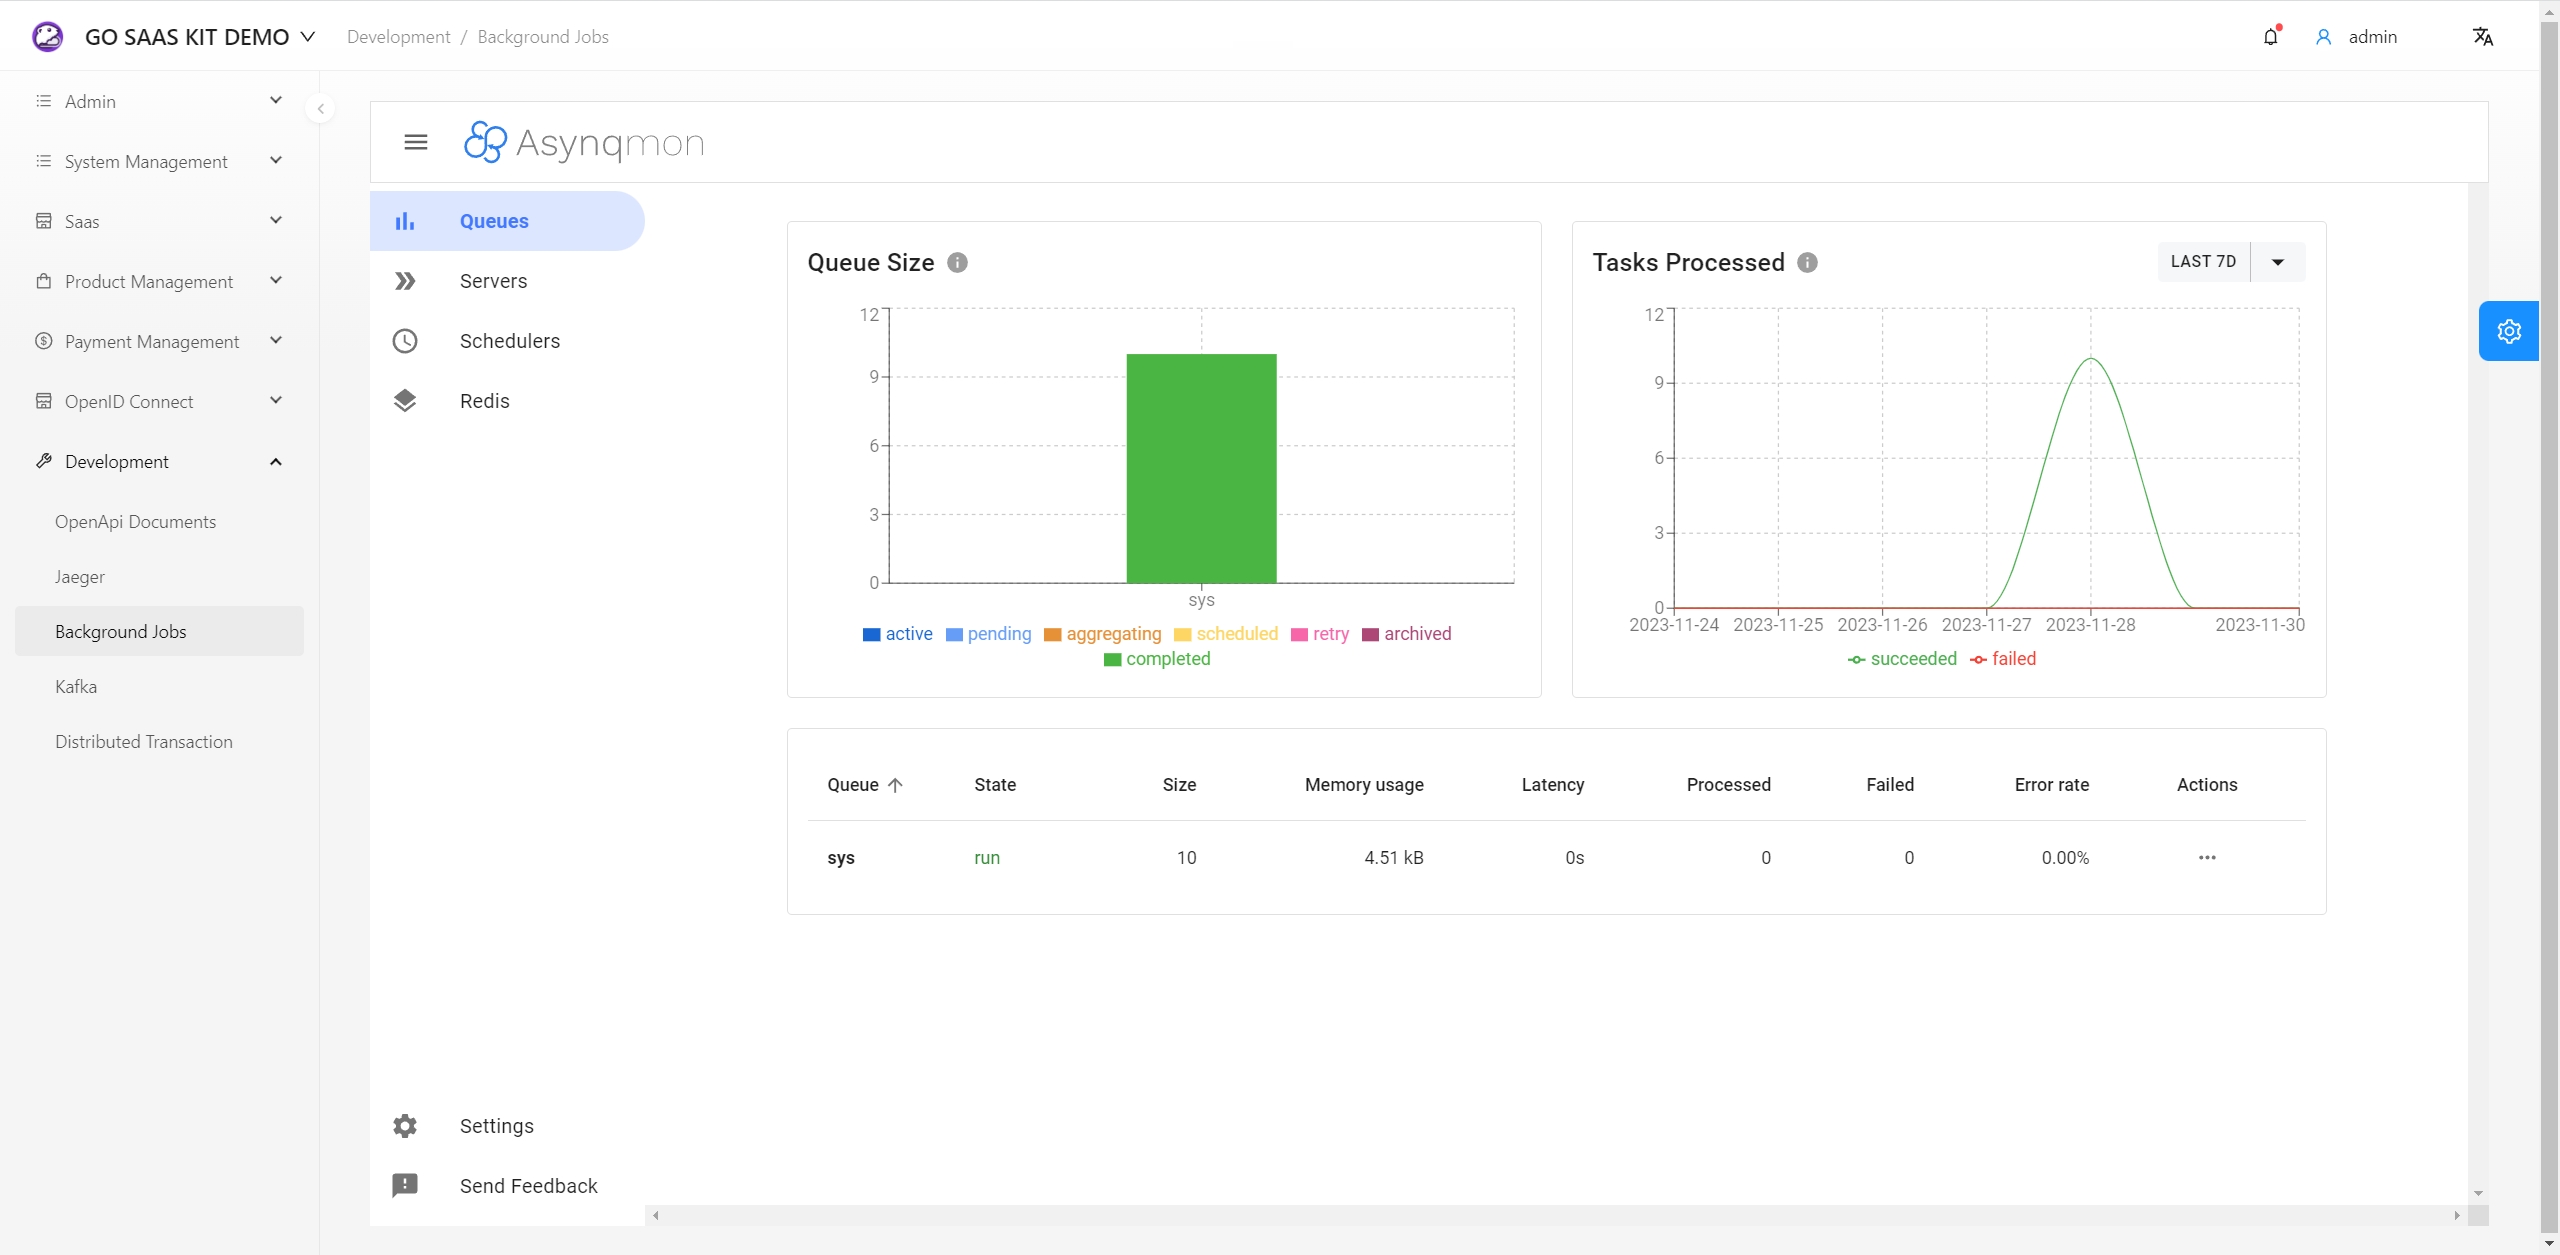 GO SAAS KIT DEMO
Development / Background Jobs
admin
Admin
System Management
Saas
Product Management
Payment Management
OpenID Connect
Development
OpenApi Documents
Jaeger
Background Jobs
Kafka
Distributed Transaction
Asynqmon
Queues
Servers
Schedulers
Redis
Settings
Send Feedback
Queue Size
12
9
6
3
0
sys
active pending aggregating scheduled retry archived
completed
Tasks Processed
LAST 7D
12
9
6
3
0
2023-11-24 2023-11-25 2023-11-26 2023-11-27 2023-11-28 2023-11-30
succeeded failed
Queue State Size Memory usage Latency Processed Failed Error rate Actions
sys run 10 4.51 kB 0s 0 0 0.00%